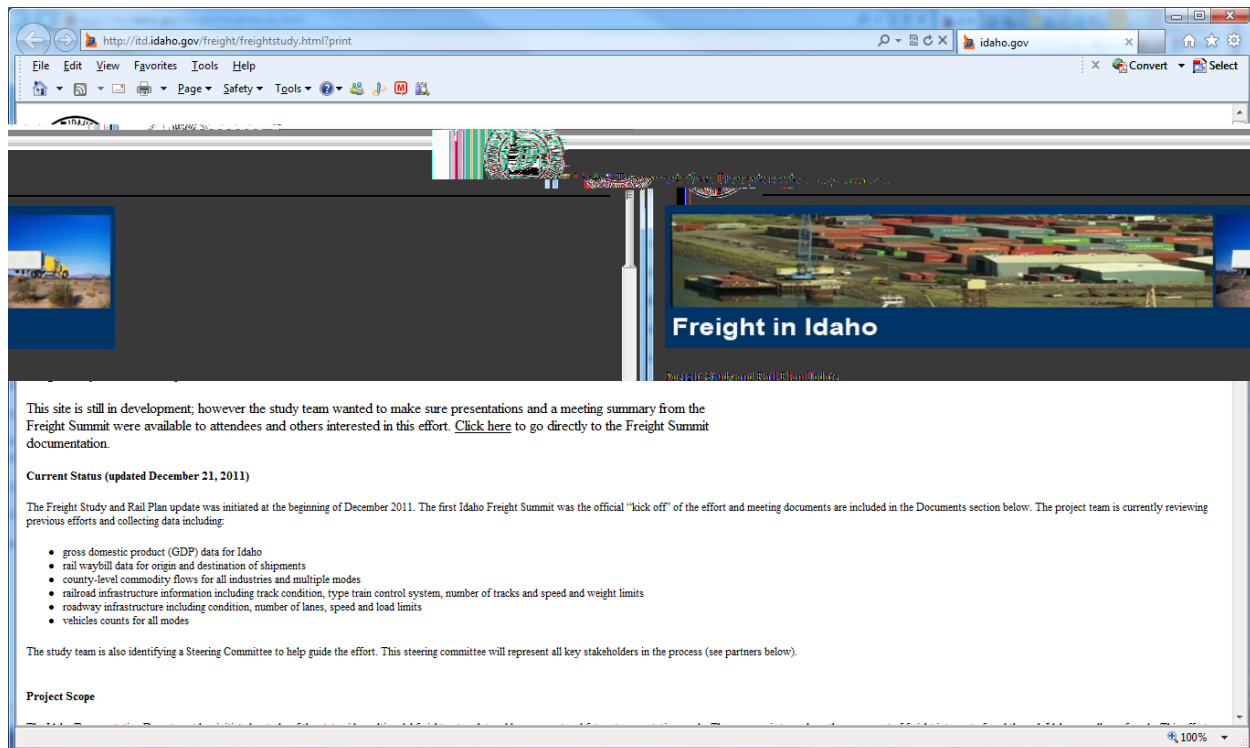 http://itd.idaho.gov/freight/freightstudy.html?print
idaho.gov
File Edit View Favorites Tools Help
Convert Select
Page Safety Tools
Freight in Idaho
Freight Study and Rail Plan Update
This site is still in development; however the study team wanted to make sure presentations and a meeting summary from the
Freight Summit were available to attendees and others interested in this effort. Click here to go directly to the Freight Summit
documentation.
Current Status (updated December 21, 2011)
The Freight Study and Rail Plan update was initiated at the beginning of December 2011. The first Idaho Freight Summit was the official “kick off” of the effort and meeting documents are included in the Documents section below. The project team is currently reviewing
previous efforts and collecting data including:
• gross domestic product (GDP) data for Idaho
• rail waybill data for origin and destination of shipments
• county-level commodity flows for all industries and multiple modes
• railroad infrastructure information including track condition, type train control system, number of tracks and speed and weight limits
• roadway infrastructure including condition, number of lanes, speed and load limits
• vehicles counts for all modes
The study team is also identifying a Steering Committee to help guide the effort. This steering committee will represent all key stakeholders in the process (see partners below).
Project Scope
100%